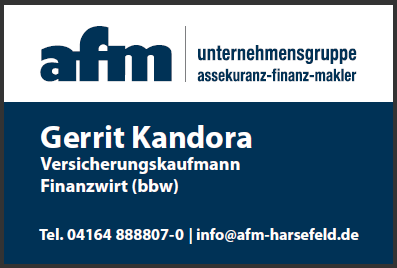 afm
unternehmensgruppe
assekuranz-finanz-makler
Gerrit Kandora
Versicherungskaufmann
Finanzwirt (bbw)
Tel. 04164 888807-0 | info@afm-harsefeld.de